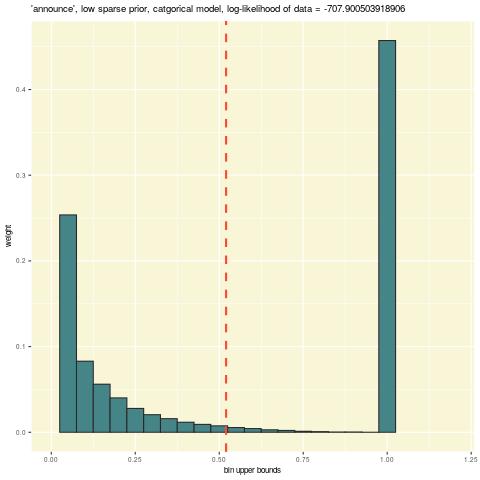 'announce', low sparse prior, catgorical model, log-likelihood of data = -707.900503918906
weight
0.4
0.3
0.2
0.1
0.0
0.00 0.25 0.50 0.75 1.00 1.25
bin upper bounds